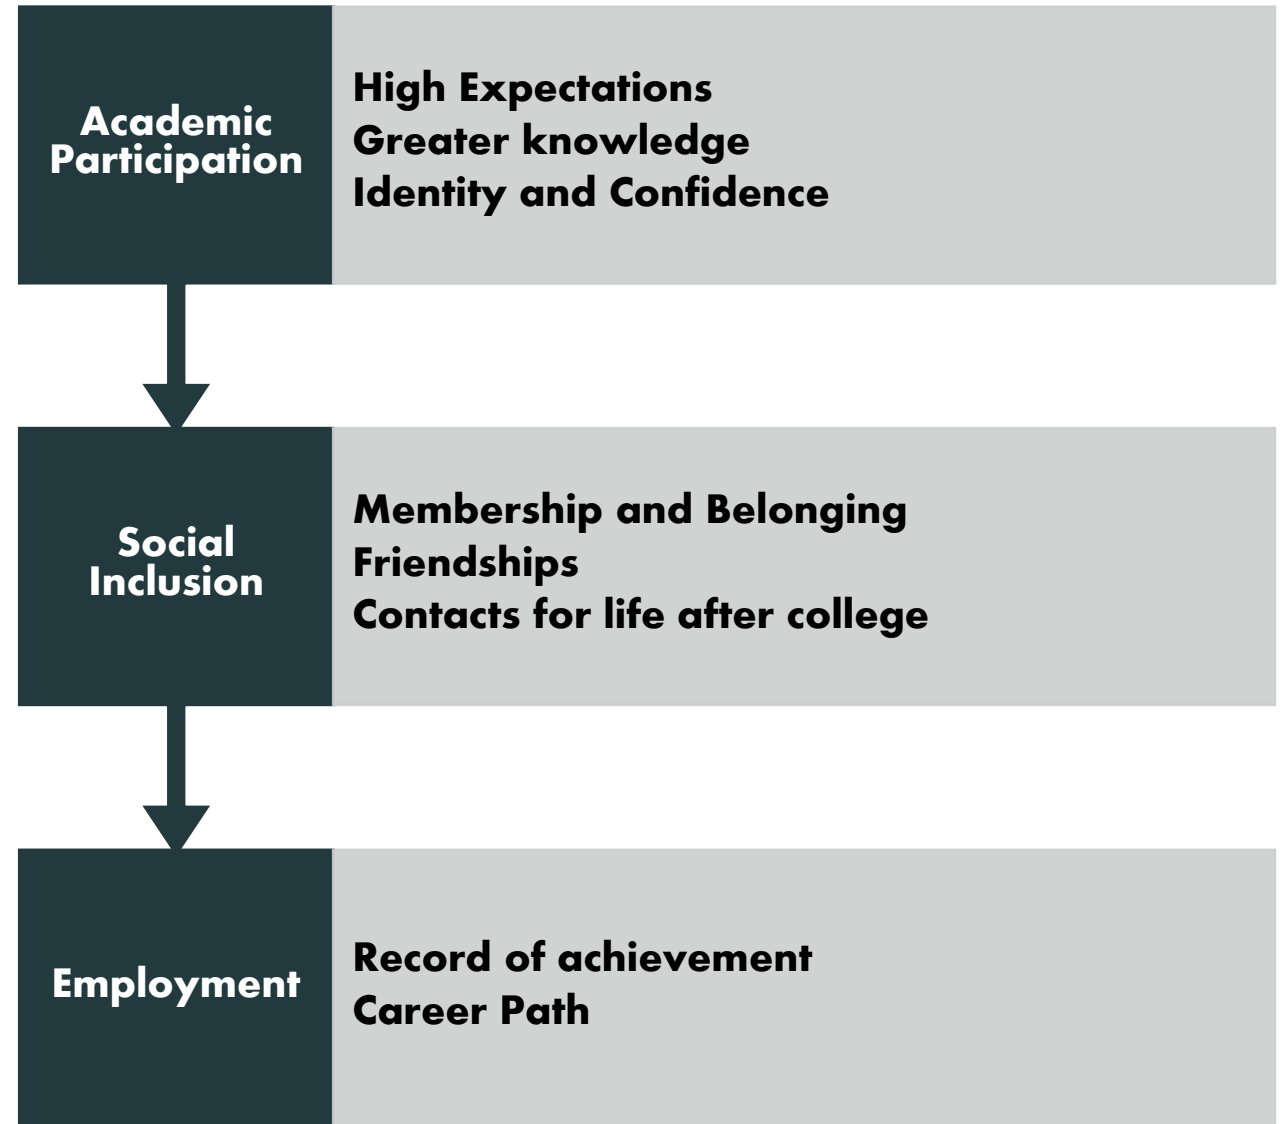 Academic
Participation
High Expectations
Greater knowledge
Identity and Confidence
Social
Inclusion
Membership and Belonging
Friendships
Contacts for life after college
Employment
Record of achievement
Career Path